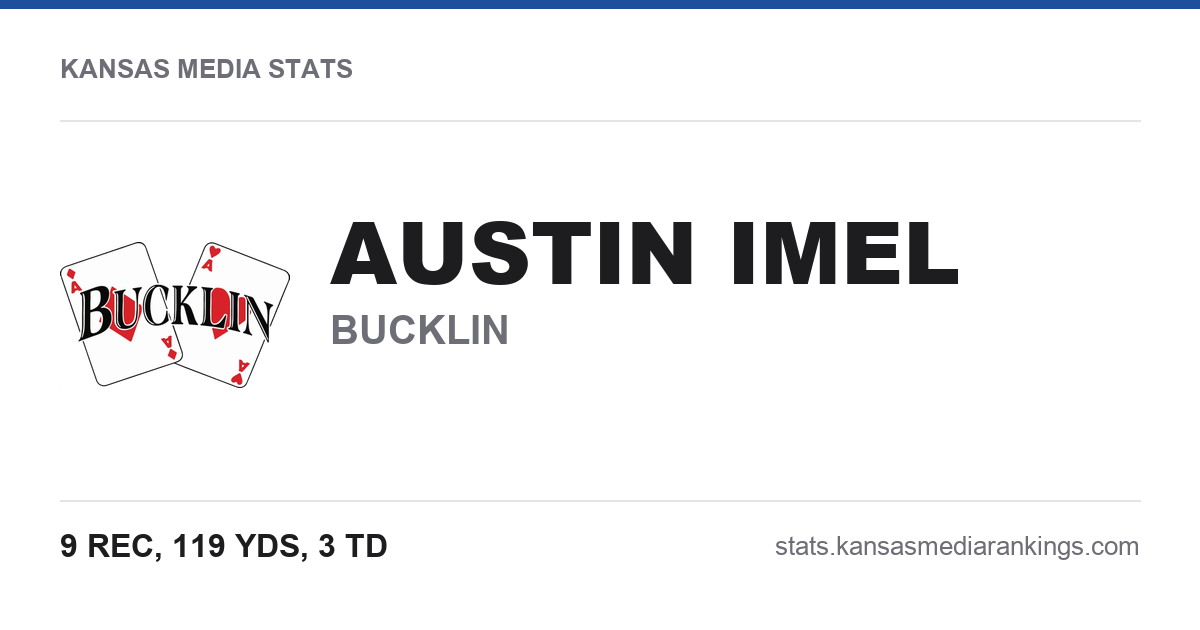 KANSAS MEDIA STATS
A
A
BUCKLIN
A
A
AUSTIN IMEL
BUCKLIN
9 REC, 119 YDS, 3 TD
stats.kansasmediarankings.com